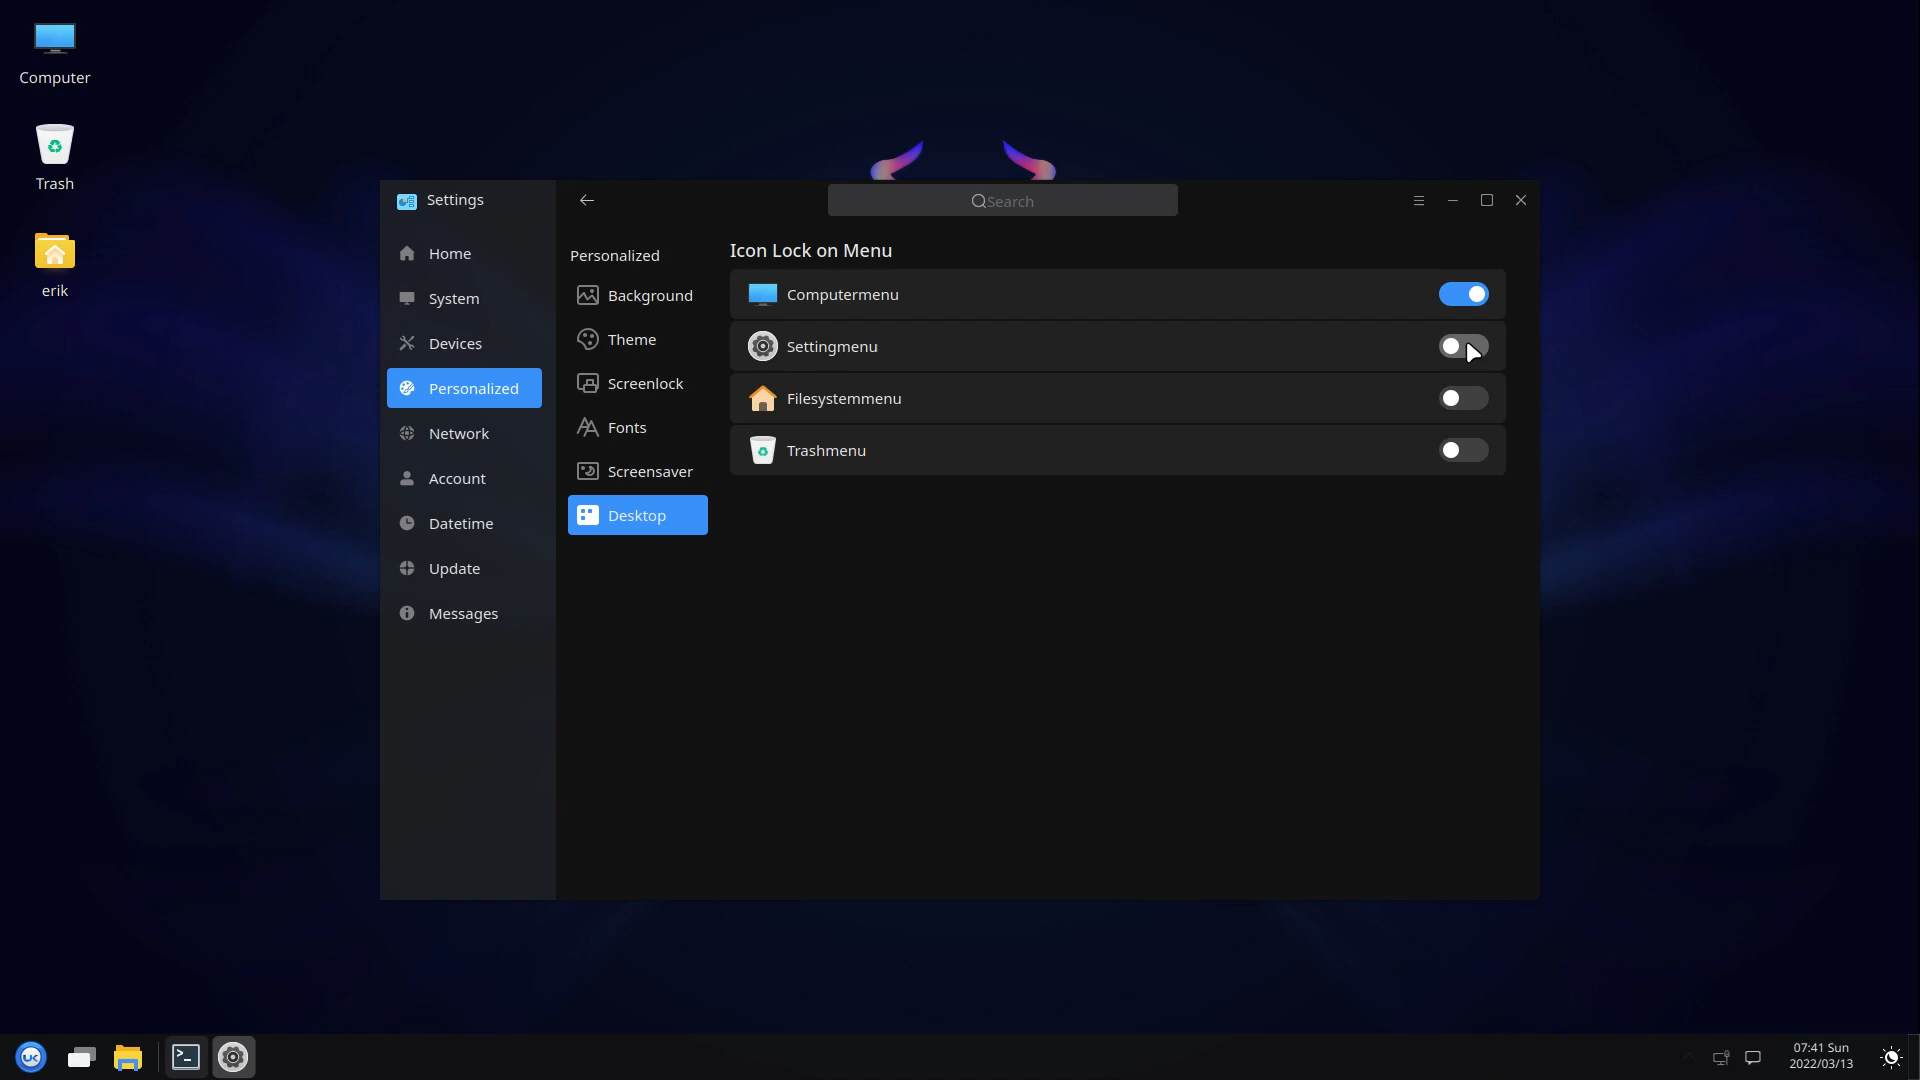 Computer
Trash
erik
Settings
Search
Home
System
Devices
Personalized
Network
Account
Datetime
Update
Messages
Personalized
Background
Theme
Screenlock
Fonts
Screensaver
Desktop
Icon Lock on Menu
Computermenu
Settingmenu
Filesystemmenu
Trashmenu
UK
>_
07:41 Sun
2022/03/13